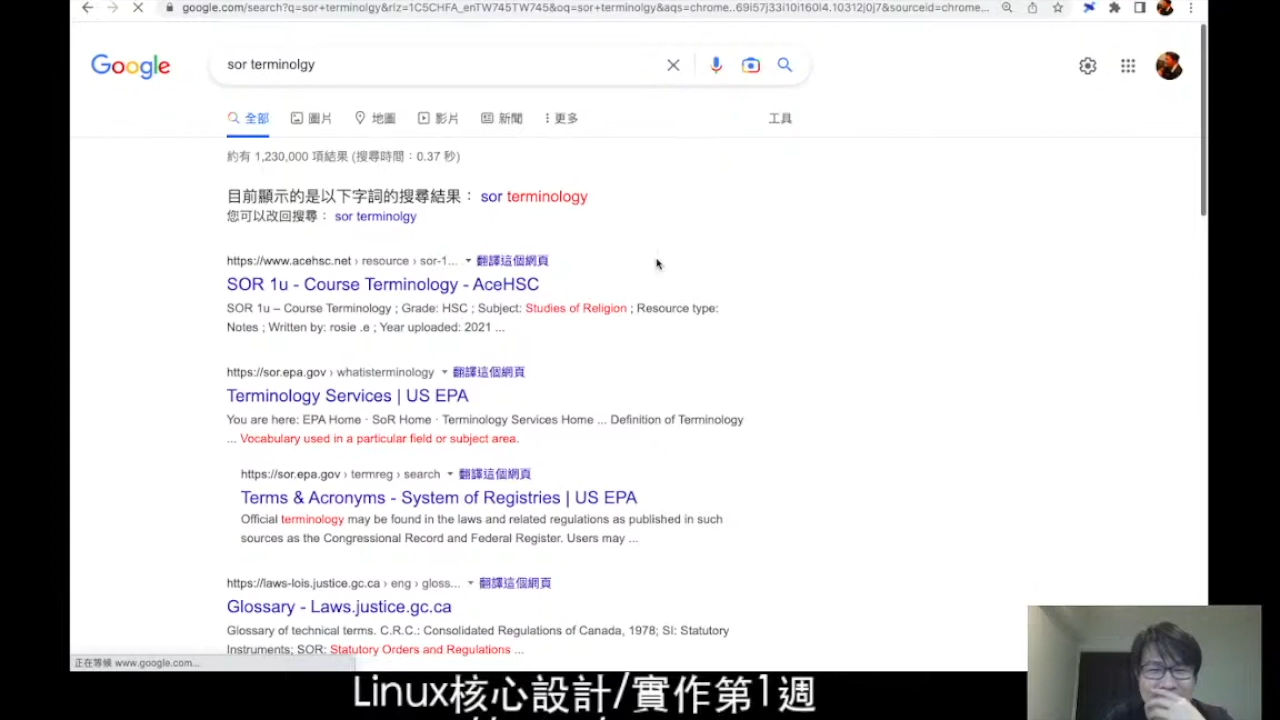 google.com/search?q=sor+terminolgy&rlz=1C5CHFA_enTW745TW745&oq=sor+terminolgy&aqs=chrome..69i57j33i10i160l4.10312j0j7&sourceid=chrome...
Google
sor terminolgy
全部 圖片 地圖 影片 新聞 更多 工具
約有 1,230,000 項結果 (搜尋時間：0.37 秒)
目前顯示的是以下字詞的搜尋結果： sor terminology
您可以改回搜尋： sor terminolgy
https://www.acehsc.net › resource › sor-1... 翻譯這個網頁
SOR 1u - Course Terminology - AceHSC
SOR 1u – Course Terminology ; Grade: HSC ; Subject: Studies of Religion ; Resource type:
Notes ; Written by: rosie .e ; Year uploaded: 2021 ...
https://sor.epa.gov › whatisterminology 翻譯這個網頁
Terminology Services | US EPA
You are here: EPA Home · SoR Home · Terminology Services Home ... Definition of Terminology
... Vocabulary used in a particular field or subject area.
https://sor.epa.gov › termreg › search 翻譯這個網頁
Terms & Acronyms - System of Registries | US EPA
Official terminology may be found in the laws and related regulations as published in such
sources as the Congressional Record and Federal Register. Users may ...
https://laws-lois.justice.gc.ca › eng › gloss... 翻譯這個網頁
Glossary - Laws.justice.gc.ca
Glossary of technical terms. C.R.C.: Consolidated Regulations of Canada, 1978; SI: Statutory
Instruments; SOR: Statutory Orders and Regulations ...
正在等候 www.google.com...
Linux核心設計/實作第1週